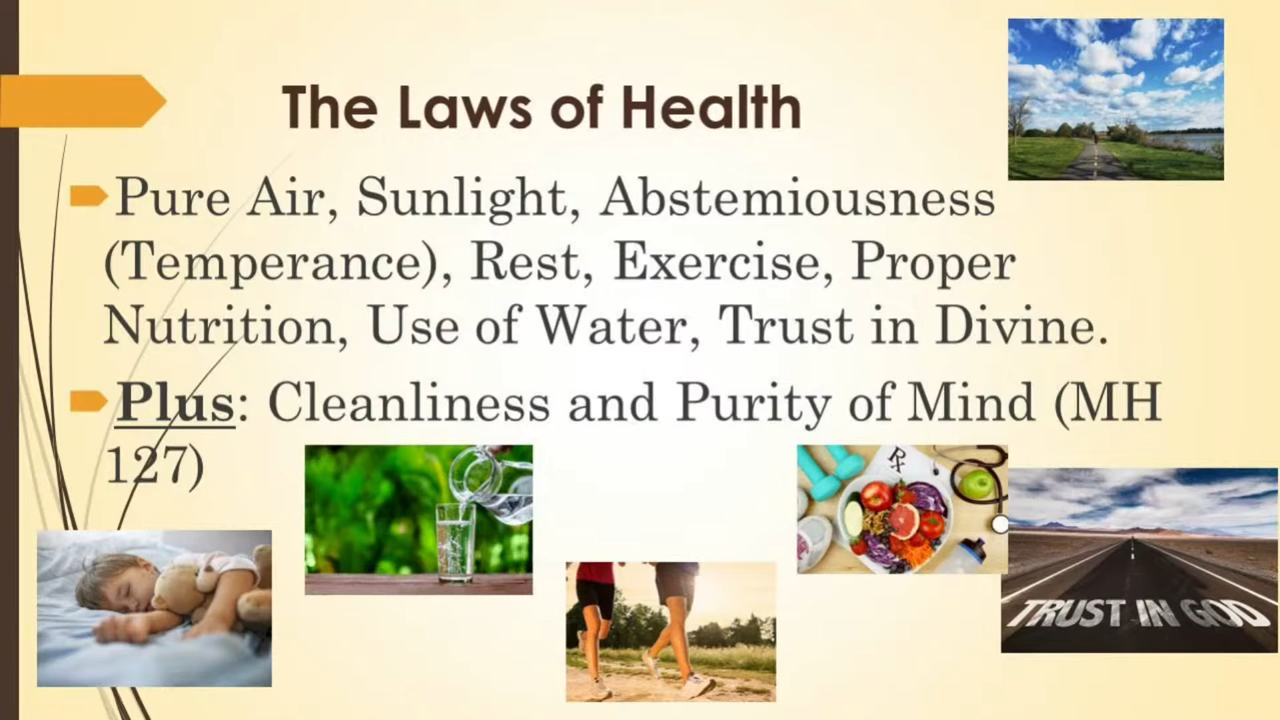 The Laws of Health
Pure Air, Sunlight, Abstemiousness
(Temperance), Rest, Exercise, Proper
Nutrition, Use of Water, Trust in Divine.
Plus: Cleanliness and Purity of Mind (MH
127)
TRUST IN GOD